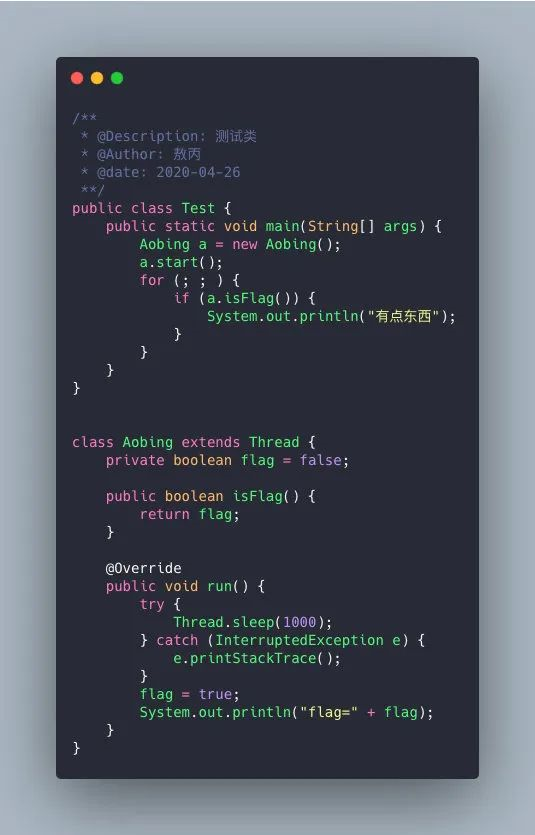 /**
 * @Description: 测试类
 * @Author: 敖丙
 * @date: 2020-04-26
 **/
public class Test {
    public static void main(String[] args) {
        Aobing a = new Aobing();
        a.start();
        for (; ; ) {
            if (a.isFlag()) {
                System.out.println("有点东西");
            }
        }
    }
}

class Aobing extends Thread {
    private boolean flag = false;

    public boolean isFlag() {
        return flag;
    }

    @Override
    public void run() {
        try {
            Thread.sleep(1000);
        } catch (InterruptedException e) {
            e.printStackTrace();
        }
        flag = true;
        System.out.println("flag=" + flag);
    }
}